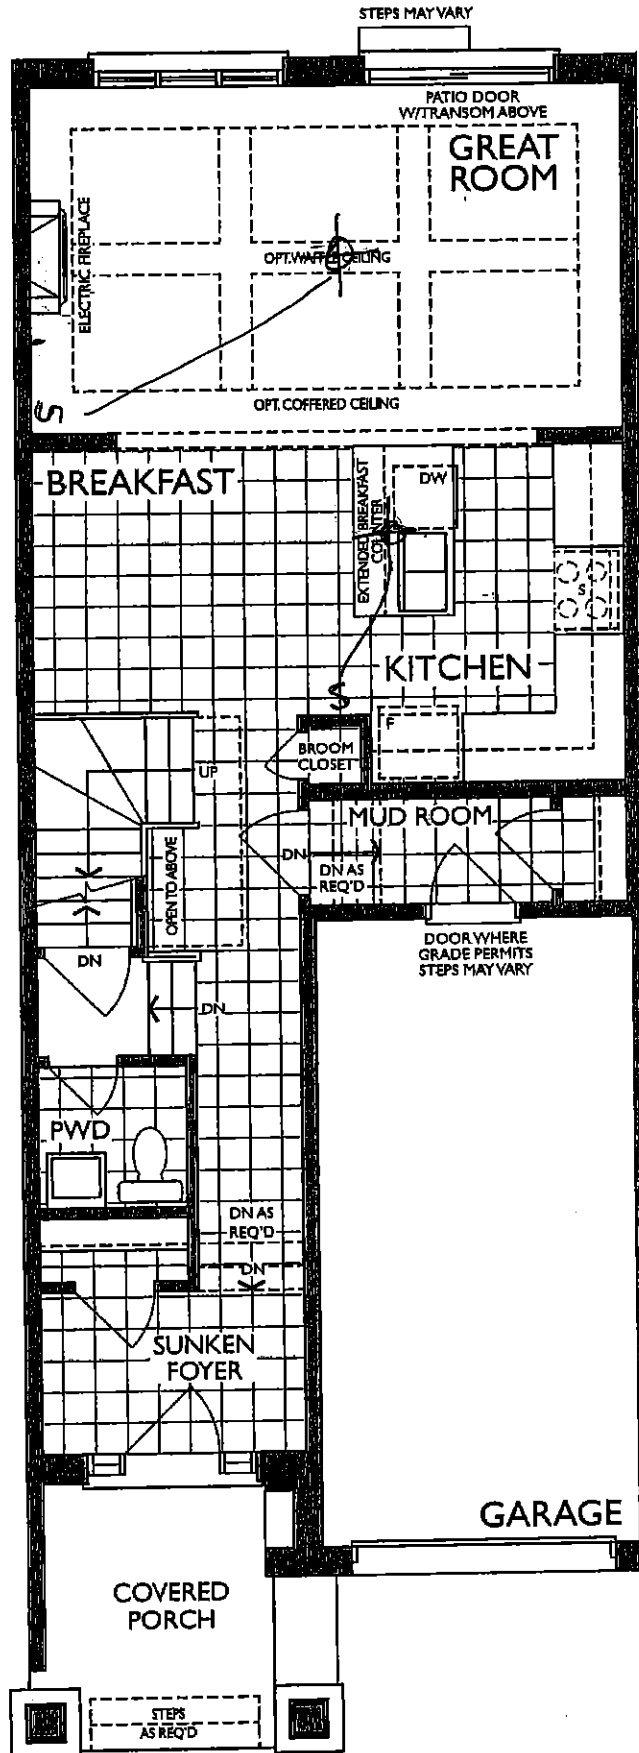 STEPS MAY VARY
PATIO DOOR
W/TRANSOM ABOVE
GREAT
ROOM
ELECTRIC FIREPLACE
OPT. WAFFLE CEILING
S
OPT. COFFERED CEILING
BREAKFAST
EXTENDED BREAKFAST
COUNTER
DW
S
KITCHEN
S
F
BROOM
CLOSET
UP
MUD ROOM
DN
DN AS
REQ'D
OPEN TO ABOVE
DOOR WHERE
GRADE PERMITS
STEPS MAY VARY
DN
DN
PWD
DN AS
REQ'D
DN
SUNKEN
FOYER
GARAGE
COVERED
PORCH
STEPS
AS REQ'D